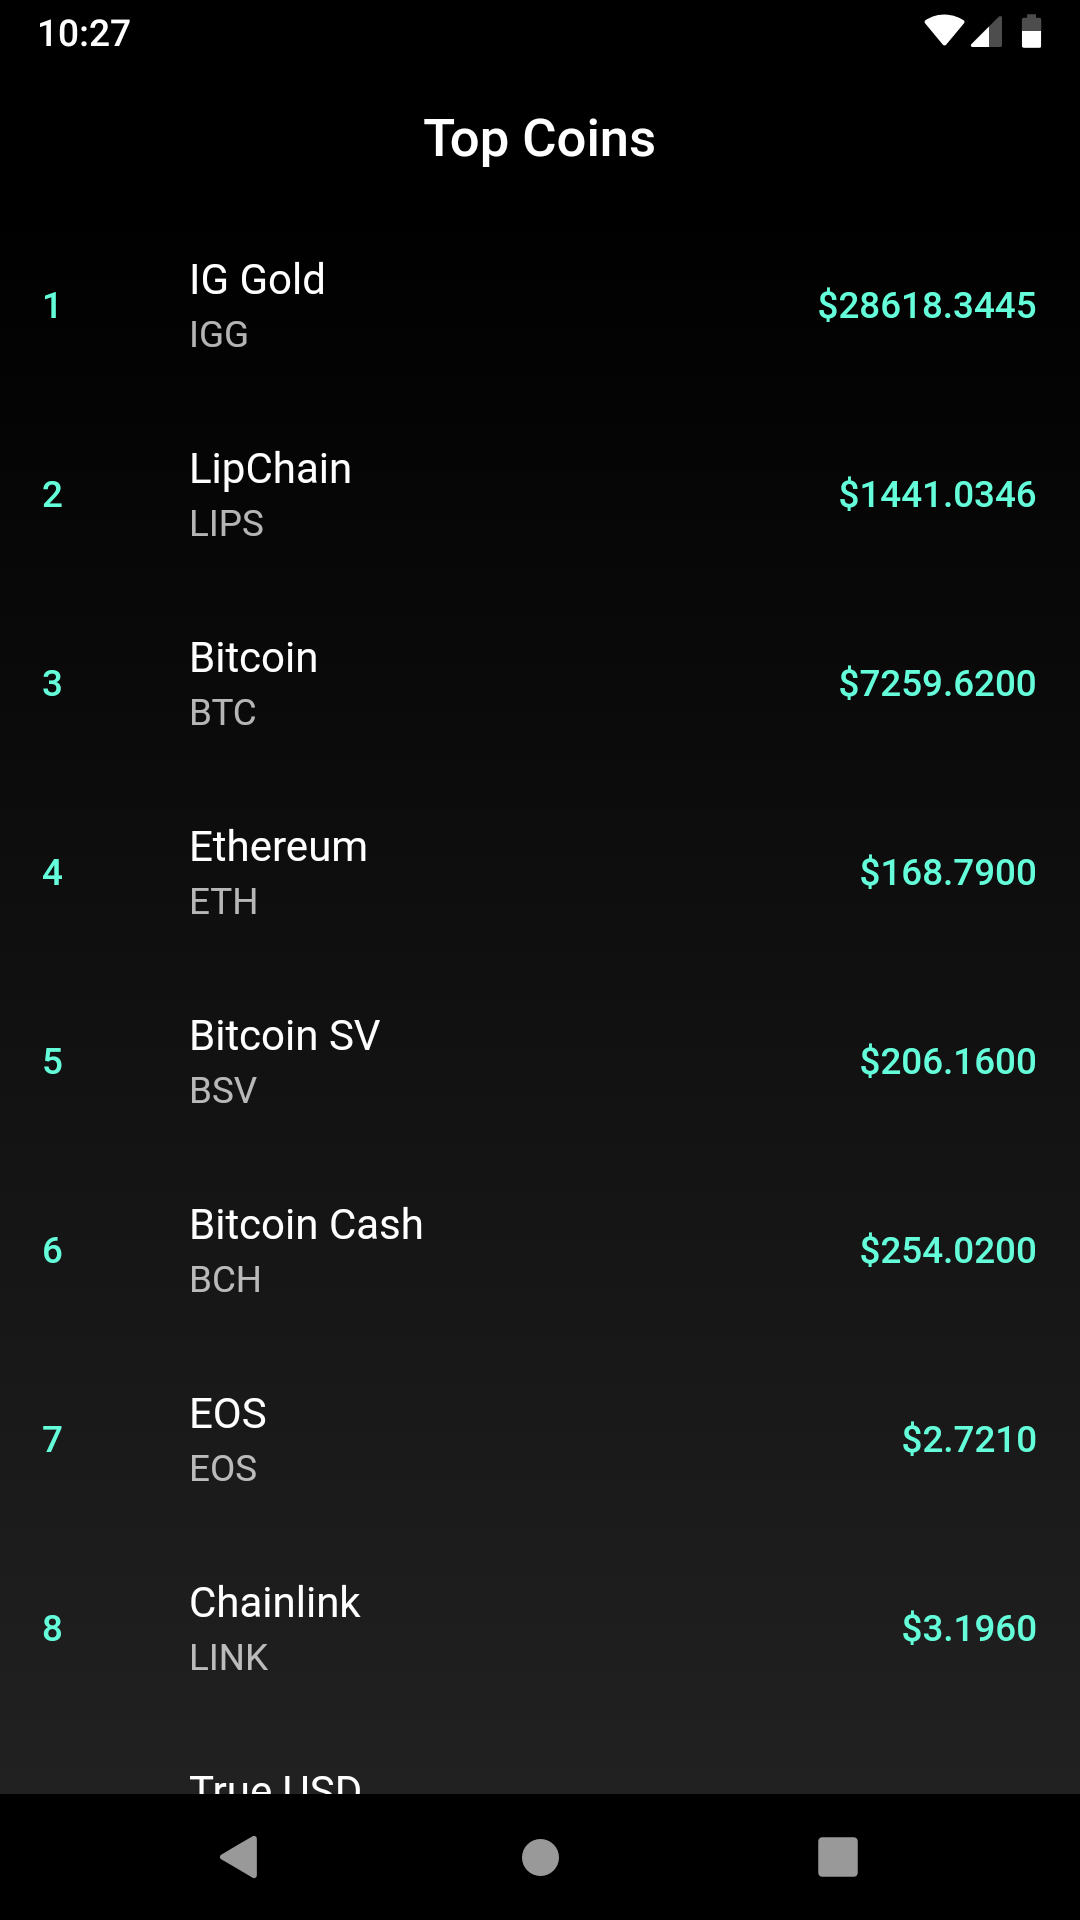 10:27
Top Coins
1
IG Gold
IGG
$28618.3445
2
LipChain
LIPS
$1441.0346
3
Bitcoin
BTC
$7259.6200
4
Ethereum
ETH
$168.7900
5
Bitcoin SV
BSV
$206.1600
6
Bitcoin Cash
BCH
$254.0200
7
EOS
EOS
$2.7210
8
Chainlink
LINK
$3.1960
True USD